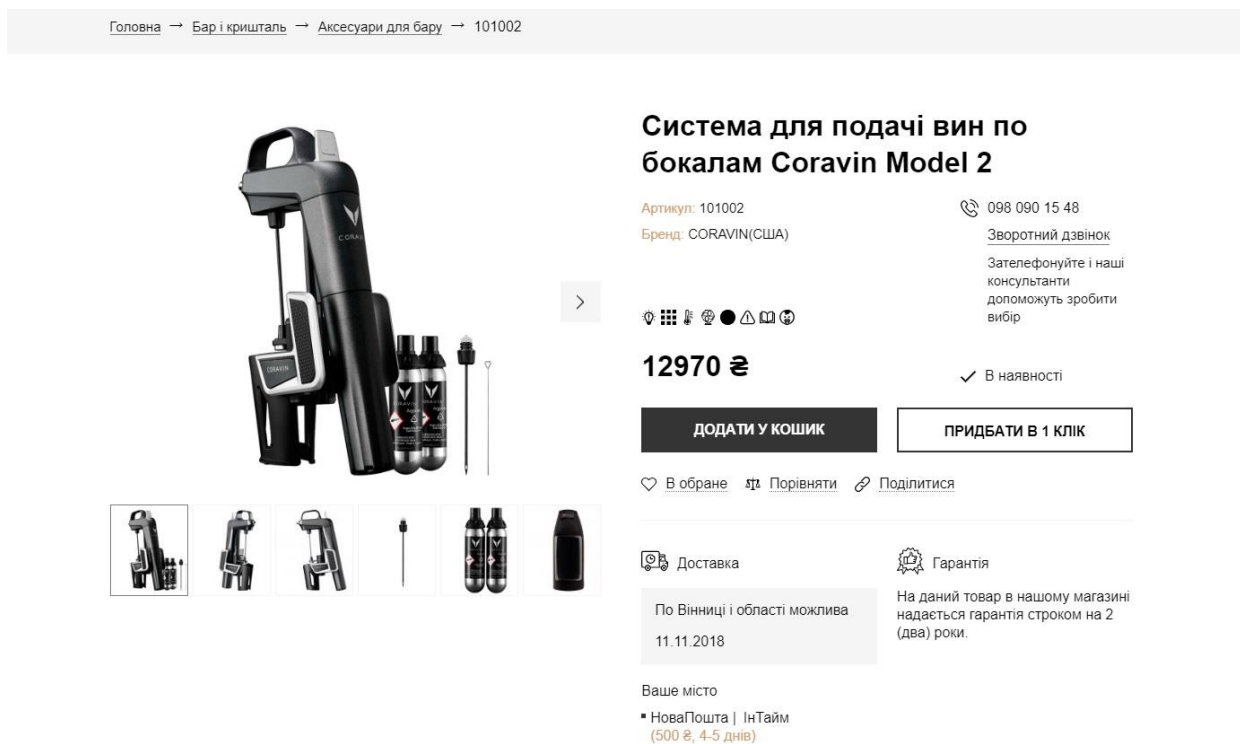 Головна → Бар і кришталь → Аксесуари для бару → 101002
Система для подачі вин по
бокалам Coravin Model 2
Артикул: 101002
Бренд: CORAVIN(США)
098 090 15 48
Зворотний дзвінок
Зателефонуйте і наші
консультанти
допоможуть зробити
вибір
12970 ₴
В наявності
ДОДАТИ У КОШИК
ПРИДБАТИ В 1 КЛІК
В обране
Порівняти
Поділитися
Доставка
По Вінниці і області можлива
11.11.2018
Гарантія
На даний товар в нашому магазині
надається гарантія строком на 2
(два) роки.
Ваше місто
НоваПошта | ІнТайм
(500 ₴, 4-5 днів)
CORAVIN